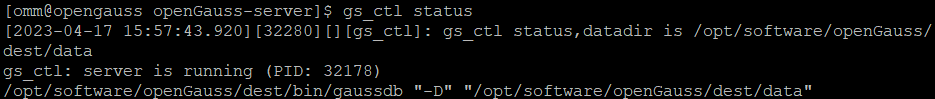 [omm@opengauss openGauss-server]$ gs_ctl status
[2023-04-17 15:57:43.920][32280][][gs_ctl]: gs_ctl status,datadir is /opt/software/openGauss/
dest/data
gs_ctl: server is running (PID: 32178)
/opt/software/openGauss/dest/bin/gaussdb "-D" "/opt/software/openGauss/dest/data"